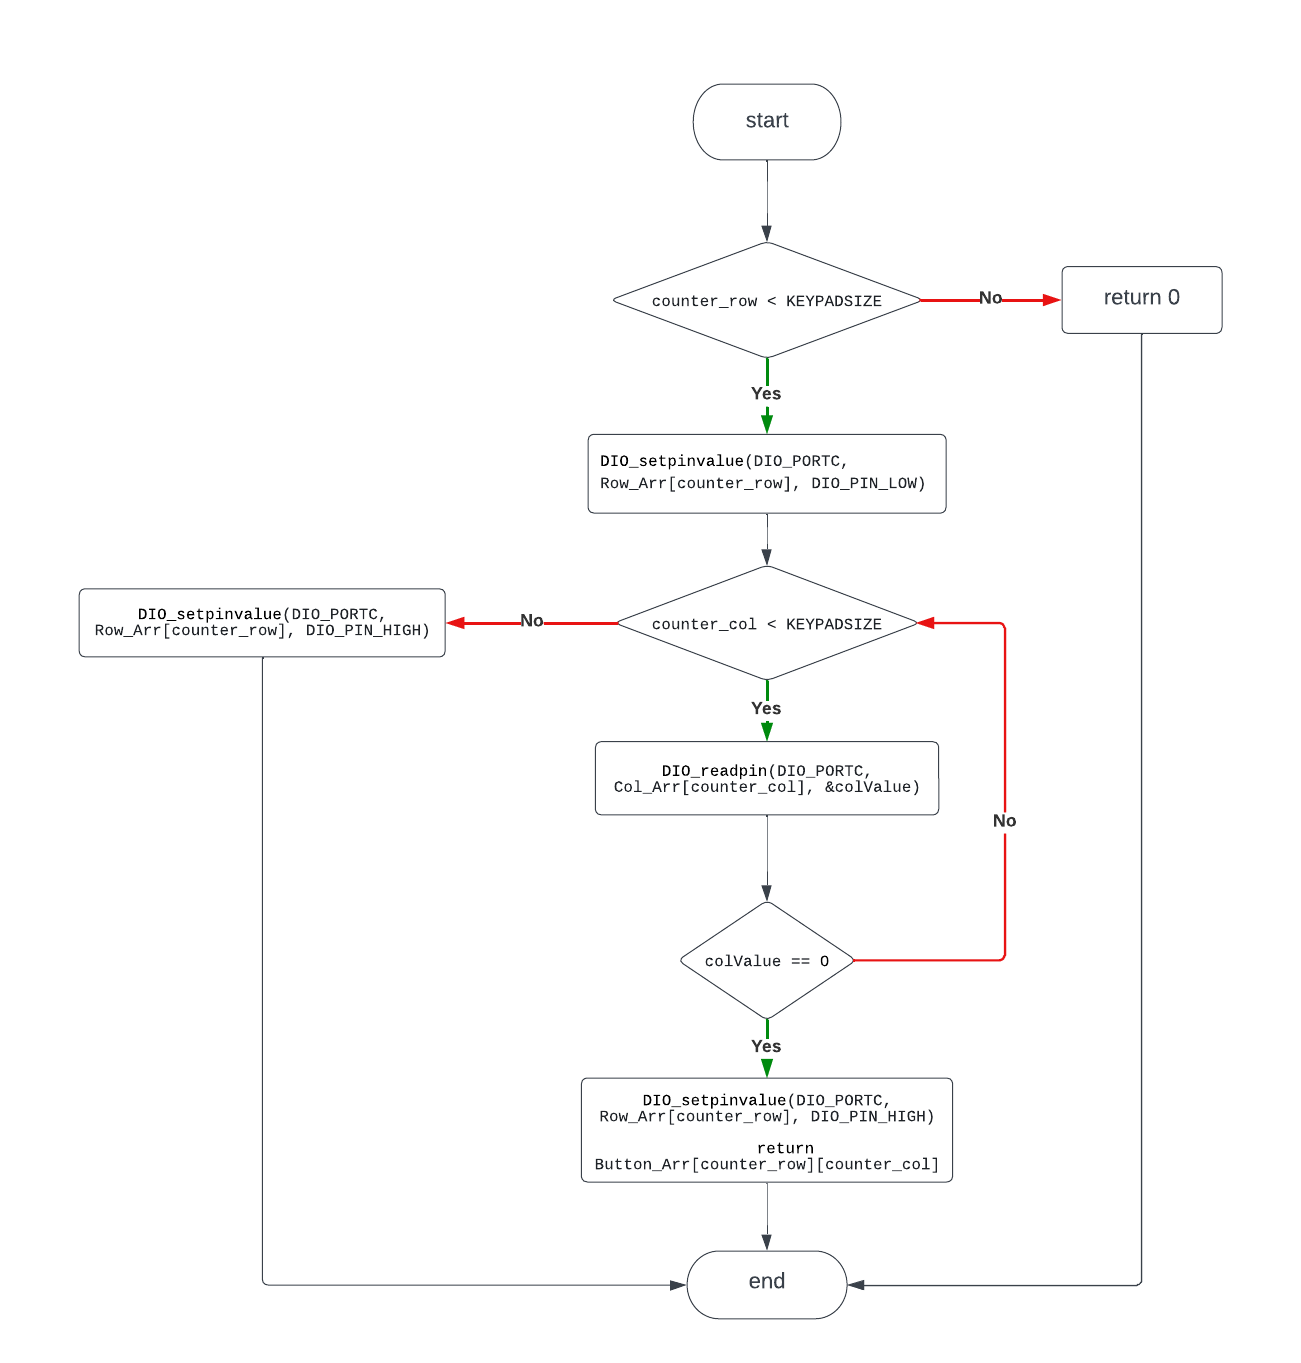 start
counter_row < KEYPADSIZE
No
return 0
Yes
DIO_setpinvalue(DIO_PORTC,
Row_Arr[counter_row], DIO_PIN_LOW)
DIO_setpinvalue(DIO_PORTC,
Row_Arr[counter_row], DIO_PIN_HIGH)
No
counter_col < KEYPADSIZE
Yes
DIO_readpin(DIO_PORTC,
Col_Arr[counter_col], &colValue)
No
colValue == 0
Yes
DIO_setpinvalue(DIO_PORTC,
Row_Arr[counter_row], DIO_PIN_HIGH)
return
Button_Arr[counter_row][counter_col]
end